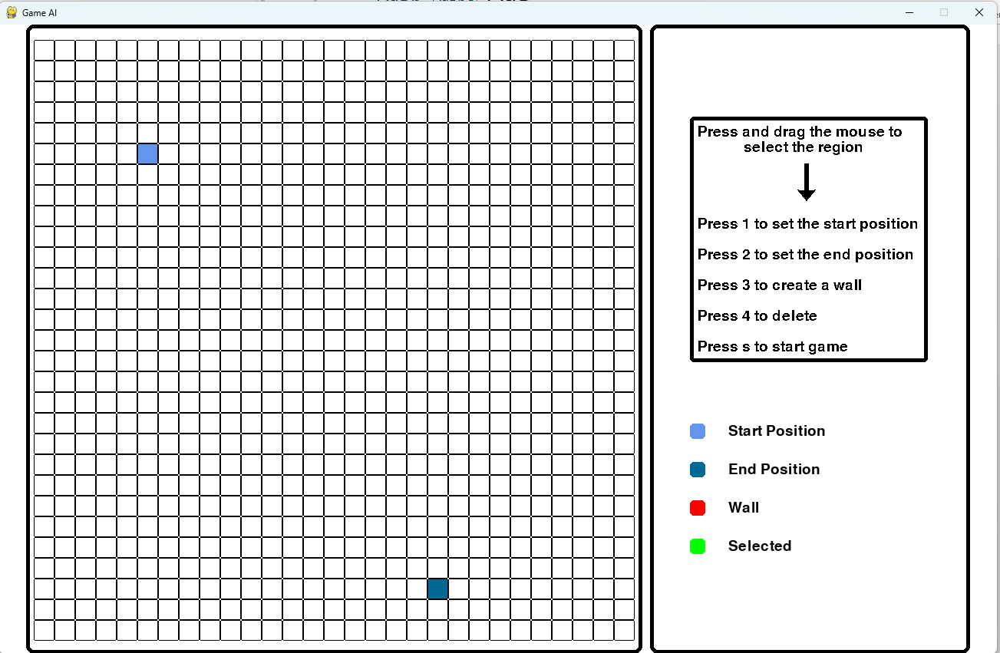 Game AI
Press and drag the mouse to
select the region
Press 1 to set the start position
Press 2 to set the end position
Press 3 to create a wall
Press 4 to delete
Press s to start game
Start Position
End Position
Wall
Selected